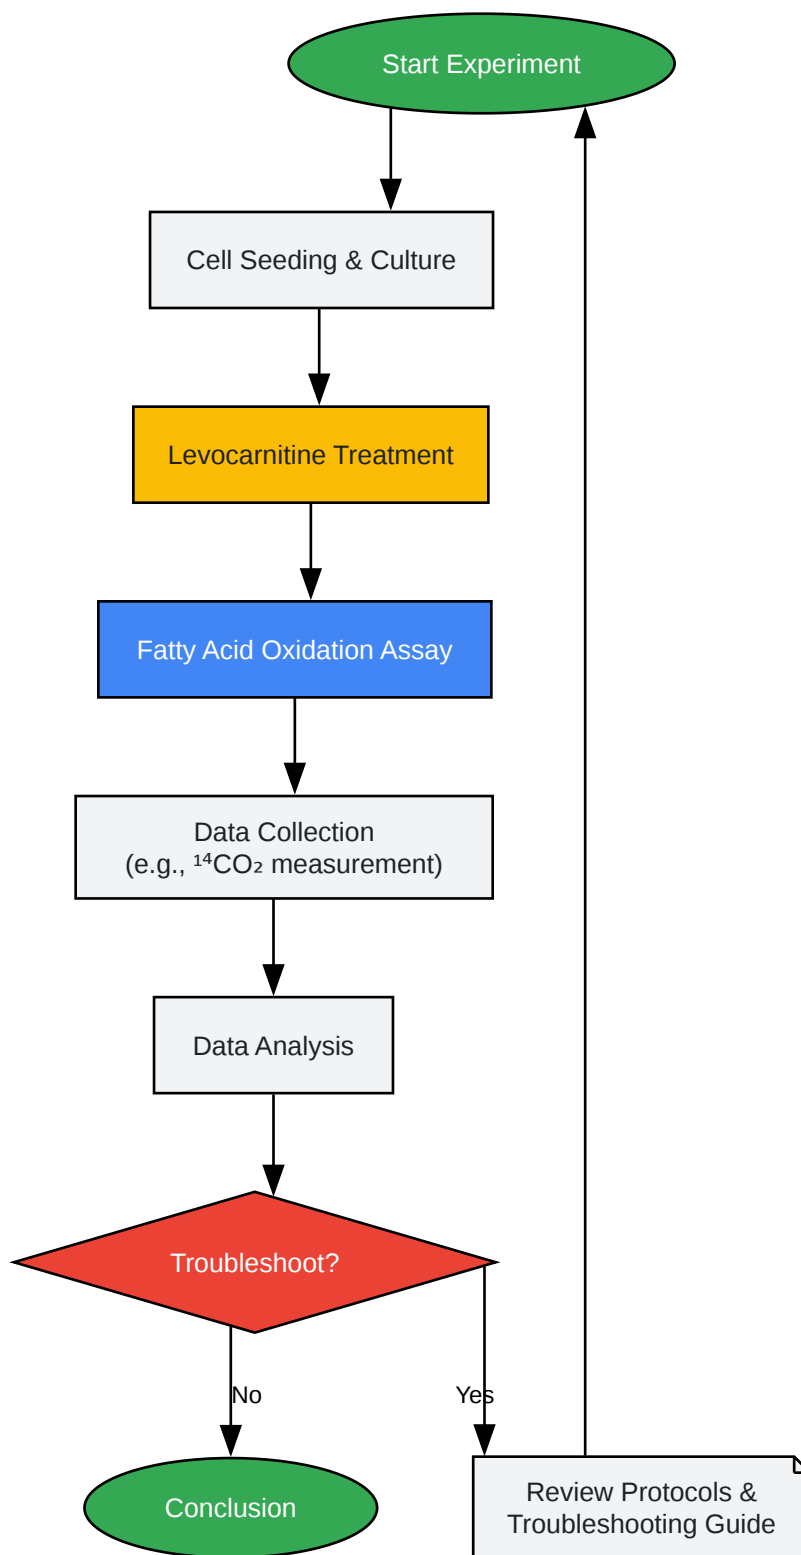 Start Experiment
Cell Seeding & Culture
Levocarnitine Treatment
Fatty Acid Oxidation Assay
Data Collection
(e.g., ¹⁴CO₂ measurement)
Data Analysis
Troubleshoot?
No
Yes
Conclusion
Review Protocols &
Troubleshooting Guide